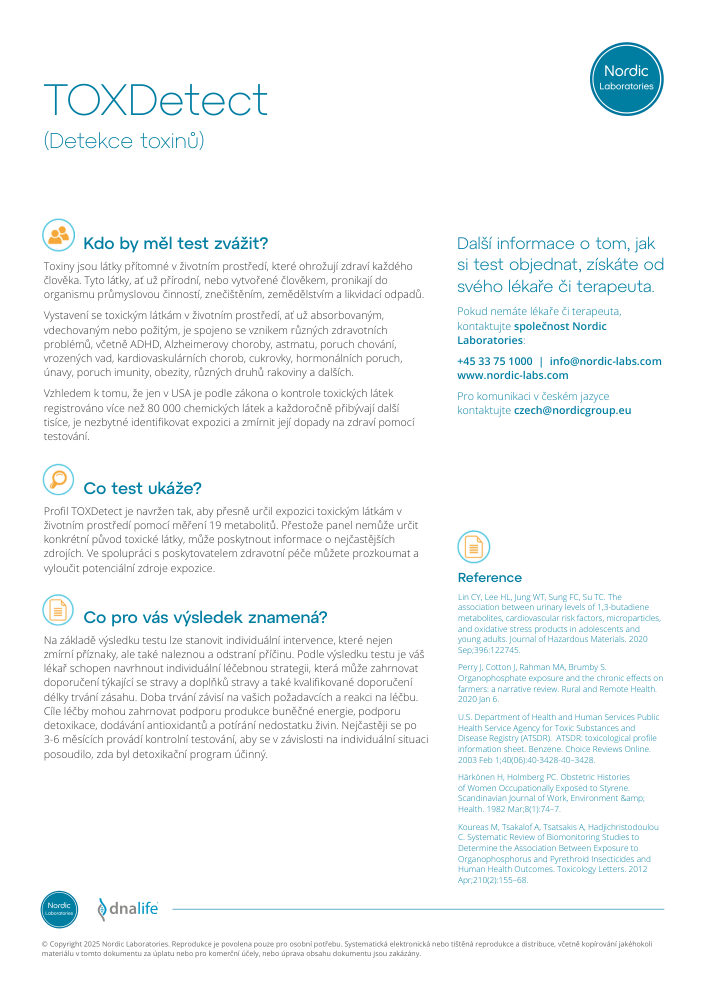 Nordic
Laboratories
TOXDetect
(Detekce toxinů)
Kdo by měl test zvážit?
Toxiny jsou látky přítomné v životním prostředí, které ohrožují zdraví každého
člověka. Tyto látky, ať už přírodní, nebo vytvořené člověkem, pronikají do
organismu průmyslovou činností, znečištěním, zemědělstvím a likvidací odpadů.
Vystavení se toxickým látkám v životním prostředí, ať už absorbovaným,
vdechovaným nebo požitým, je spojeno se vznikem různých zdravotních
problémů, včetně ADHD, Alzheimerovy choroby, astmatu, poruch chování,
vrozených vad, kardiovaskulárních chorob, cukrovky, hormonálních poruch,
únavy, poruch imunity, obezity, různých druhů rakoviny a dalších.
Vzhledem k tomu, že jen v USA je podle zákona o kontrole toxických látek
registrováno více než 80 000 chemických látek a každoročně přibývají další
tisíce, je nezbytné identifikovat expozici a zmírnit její dopady na zdraví pomocí
testování.
Co test ukáže?
Profil TOXDetect je navržen tak, aby přesně určil expozici toxickým látkám v
životním prostředí pomocí měření 19 metabolitů. Přestože panel nemůže určit
konkrétní původ toxické látky, může poskytnout informace o nejčastějších
zdrojích. Ve spolupráci s poskytovatelem zdravotní péče můžete prozkoumat a
vyloučit potenciální zdroje expozice.
Co pro vás výsledek znamená?
Na základě výsledku testu lze stanovit individuální intervence, které nejen
zmírní příznaky, ale také naleznou a odstraní příčinu. Podle výsledku testu je váš
lékař schopen navrhnout individuální léčebnou strategii, která může zahrnovat
doporučení týkající se stravy a doplňků stravy a také kvalifikované doporučení
délky trvání zásahu. Doba trvání závisí na vašich požadavcích a reakci na léčbu.
Cíle léčby mohou zahrnovat podporu produkce buněčné energie, podporu
detoxikace, dodávání antioxidantů a potírání nedostatku živin. Nejčastěji se po
3-6 měsících provádí kontrolní testování, aby se v závislosti na individuální situaci
posoudilo, zda byl detoxikační program účinný.
Další informace o tom, jak
si test objednat, získáte od
svého lékaře či terapeuta.
Pokud nemáte lékaře či terapeuta,
kontaktujte společnost Nordic
Laboratories:
+45 33 75 1000 | info@nordic-labs.com
www.nordic-labs.com
Pro komunikaci v českém jazyce
kontaktujte czech@nordicgroup.eu
Reference
Lin CY, Lee HL, Jung WT, Sung FC, Su TC. The
association between urinary levels of 1,3-butadiene
metabolites, cardiovascular risk factors, microparticles,
and oxidative stress products in adolescents and
young adults. Journal of Hazardous Materials. 2020
Sep;396:122745.
Perry J, Cotton J, Rahman MA, Brumby S.
Organophosphate exposure and the chronic effects on
farmers: a narrative review. Rural and Remote Health.
2020 Jan 6.
U.S. Department of Health and Human Services Public
Health Service Agency for Toxic Substances and
Disease Registry (ATSDR). ATSDR: toxicological profile
information sheet. Benzene. Choice Reviews Online.
2003 Feb 1;40(06):40-3428-40–3428.
Härkönen H, Holmberg PC. Obstetric Histories
of Women Occupationally Exposed to Styrene.
Scandinavian Journal of Work, Environment &amp;
Health. 1982 Mar;8(1):74–7.
Koureas M, Tsakalof A, Tsatsakis A, Hadjichristodoulou
C. Systematic Review of Biomonitoring Studies to
Determine the Association Between Exposure to
Organophosphorus and Pyrethroid Insecticides and
Human Health Outcomes. Toxicology Letters. 2012
Apr;210(2):155–68.
Nordic
Laboratories
dnalife
© Copyright 2025 Nordic Laboratories. Reprodukce je povolena pouze pro osobní potřebu. Systematická elektronická nebo tištěná reprodukce a distribuce, včetně kopírování jakéhokoli
materiálu v tomto dokumentu za úplatu nebo pro komerční účely, nebo úprava obsahu dokumentu jsou zakázány.